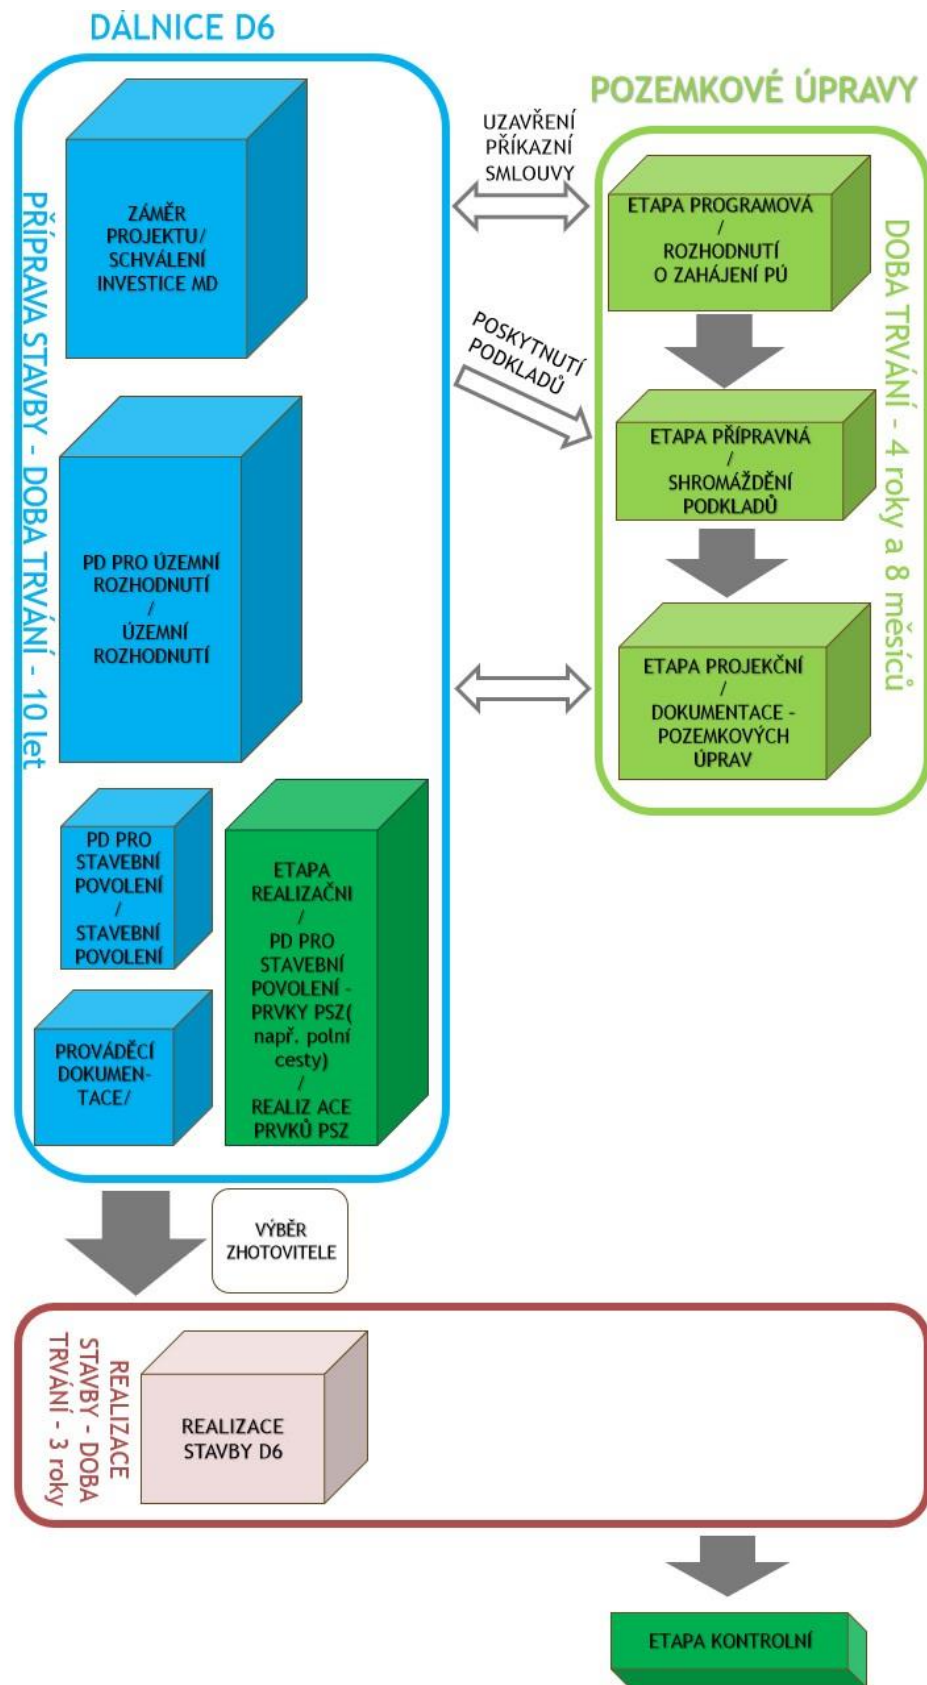 DÁLNICE D6
PŘÍPRAVA STAVBY - DOBA TRVÁNÍ - 10 let
ZÁMĚR
PROJEKTU/
SCHVÁLENÍ
INVESTICE MD
PD PRO ÚZEMNÍ
ROZHODNUTÍ
/
ÚZEMNÍ
ROZHODNUTÍ
PD PRO
STAVEBNÍ
POVOLENÍ
/
STAVEBNÍ
POVOLENÍ
PROVÁDĚCÍ
DOKUMEN-
TACE/
ETAPA
REALIZAČNI
/
PD PRO
STAVEBNÍ
POVOLENÍ -
PRVKY PSZ(
např. polní
cesty)
/
REALIZ ACE
PRVKŮ PSZ
UZAVŘENÍ
PŘÍKAZNÍ
SMLOUVY
POSKYTNUTÍ
PODKLADŮ
POZEMKOVÉ ÚPRAVY
ETAPA PROGRAMOVÁ
/
ROZHODNUTÍ
O ZAHÁJENÍ PÚ
ETAPA PŘÍPRAVNÁ
/
SHROMÁŽDĚNÍ
PODKLADŮ
ETAPA PROJEKČNÍ
/
DOKUMENTACE -
POZEMKOVÝCH
ÚPRAV
DOBA TRVÁNÍ - 4 roky a 8 měsíců
VÝBĚR
ZHOTOVITELE
REALIZACE
STAVBY - DOBA
TRVÁNÍ - 3 roky
REALIZACE
STAVBY D6
ETAPA KONTROLNÍ